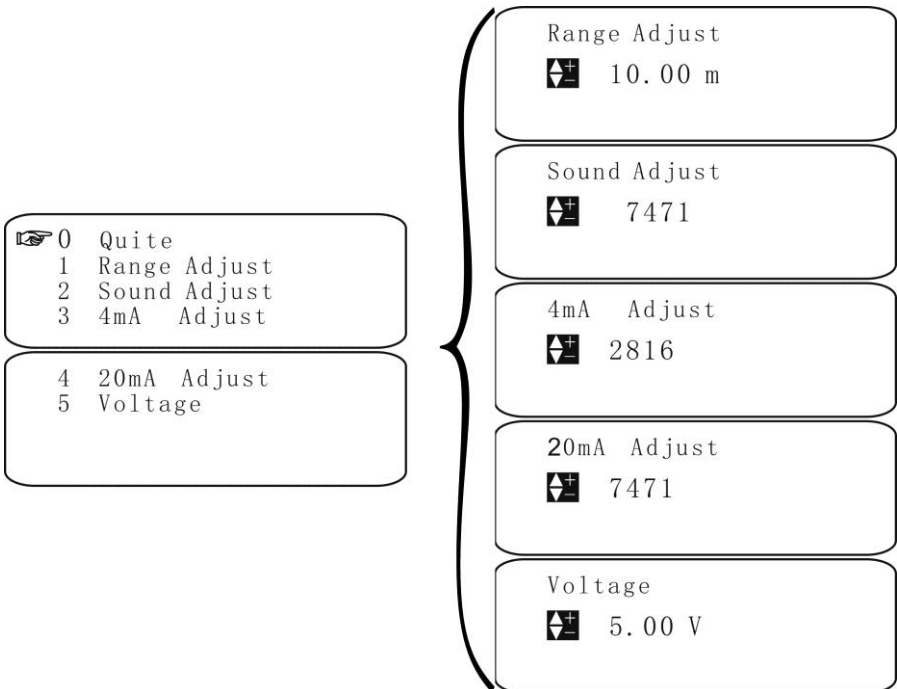 0 Quite
1 Range Adjust
2 Sound Adjust
3 4mA Adjust
4 20mA Adjust
5 Voltage
Range Adjust
10.00 m
Sound Adjust
7471
4mA Adjust
2816
20mA Adjust
7471
Voltage
5.00 V